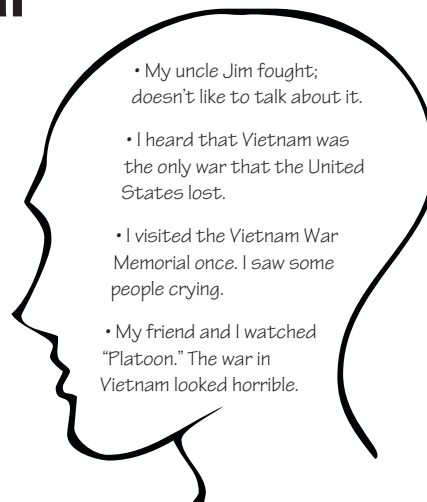 • My uncle Jim fought;
doesn’t like to talk about it.
• I heard that Vietnam was
the only war that the United
States lost.
• I visited the Vietnam War
Memorial once. I saw some
people crying.
• My friend and I watched
“Platoon.” The war in
Vietnam looked horrible.